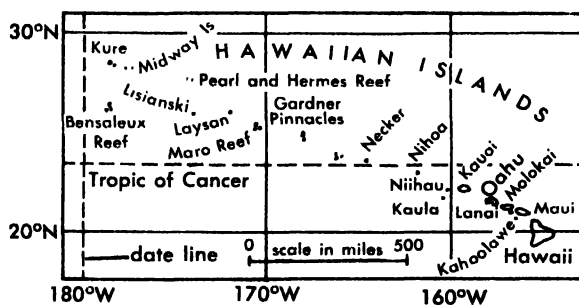 30°N
Kure
Midway Is
HAWAIIAN ISLANDS
Pearl and Hermes Reef
Lisianski
Bensaleux
Reef
Laysan
Maro Reef
Gardner
Pinnacles
Necker
Nihoa
Kauai
Oahu
Molokai
Tropic of Cancer
Niihau
Kaula
Lanai
Maui
Kahoolawe
Hawaii
20°N
date line
0 scale in miles 500
180°W 170°W 160°W